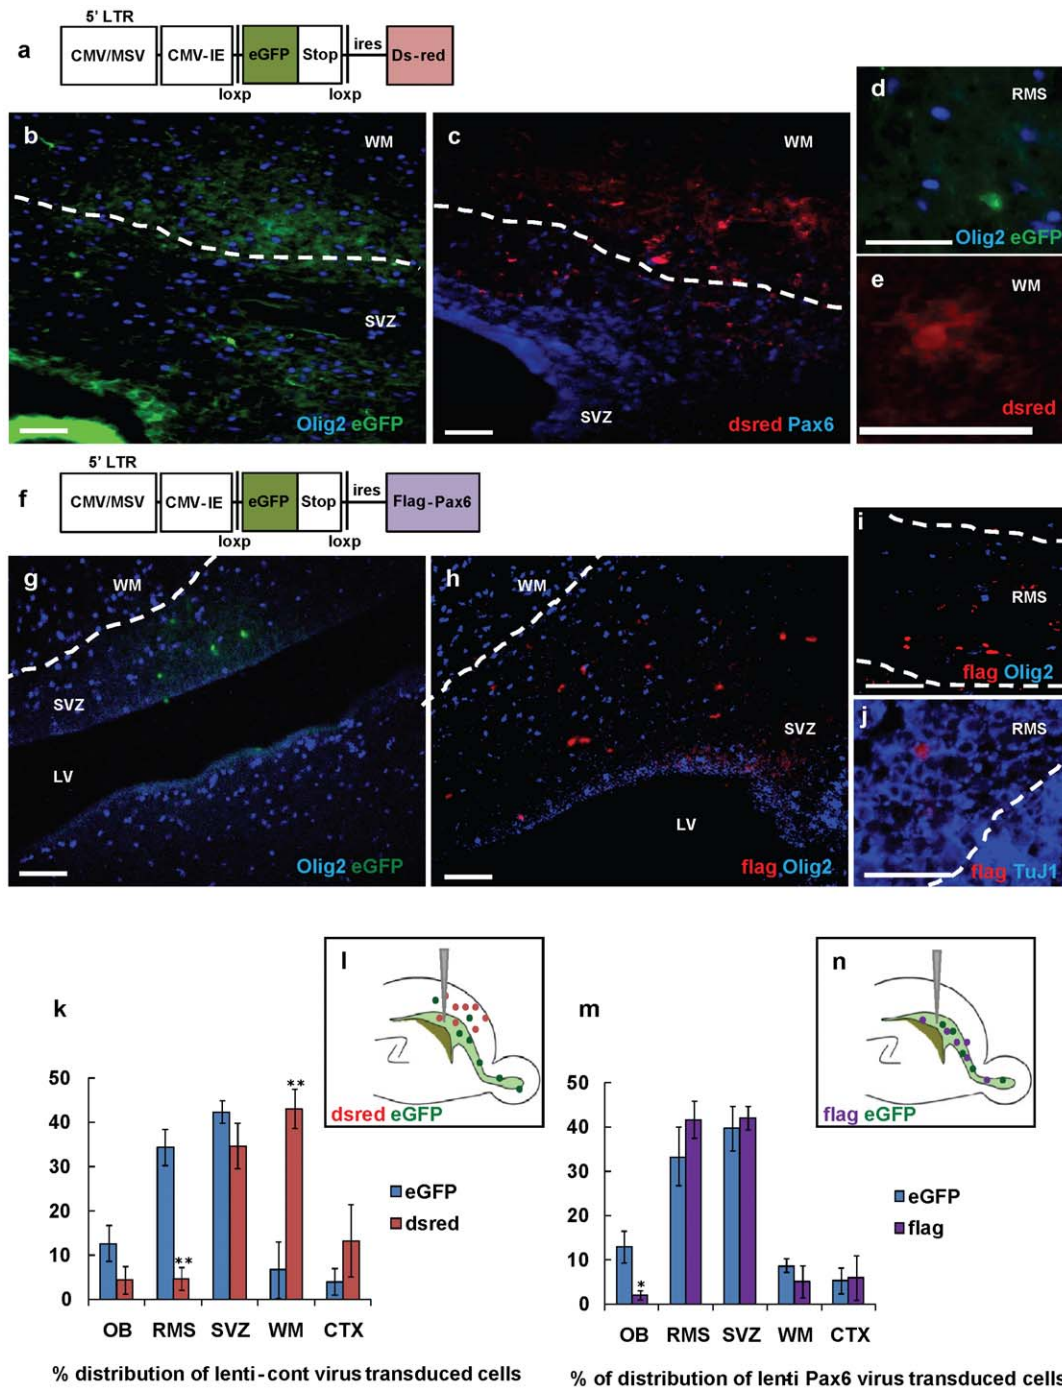 a
5' LTR
CMV/MSV
CMV-IE
eGFP
Stop
ires
Ds-red
loxp
loxp
b
WM
SVZ
Olig2 eGFP
c
WM
SVZ
dsred Pax6
d
RMS
Olig2 eGFP
e
WM
dsred
f
5' LTR
CMV/MSV
CMV-IE
eGFP
Stop
ires
Flag-Pax6
loxp
loxp
g
WM
SVZ
LV
Olig2 eGFP
h
WM
SVZ
LV
flag Olig2
i
RMS
flag Olig2
j
RMS
flag TuJ1
k
50
40
30
20
10
0
**
**
eGFP
dsred
OB RMS SVZ WM CTX
% distribution of lenti-cont virus transduced cells
l
dsred eGFP
m
50
40
30
20
10
0
*
eGFP
flag
OB RMS SVZ WM CTX
% of distribution of lenti Pax6 virus transduced cells
n
flag eGFP